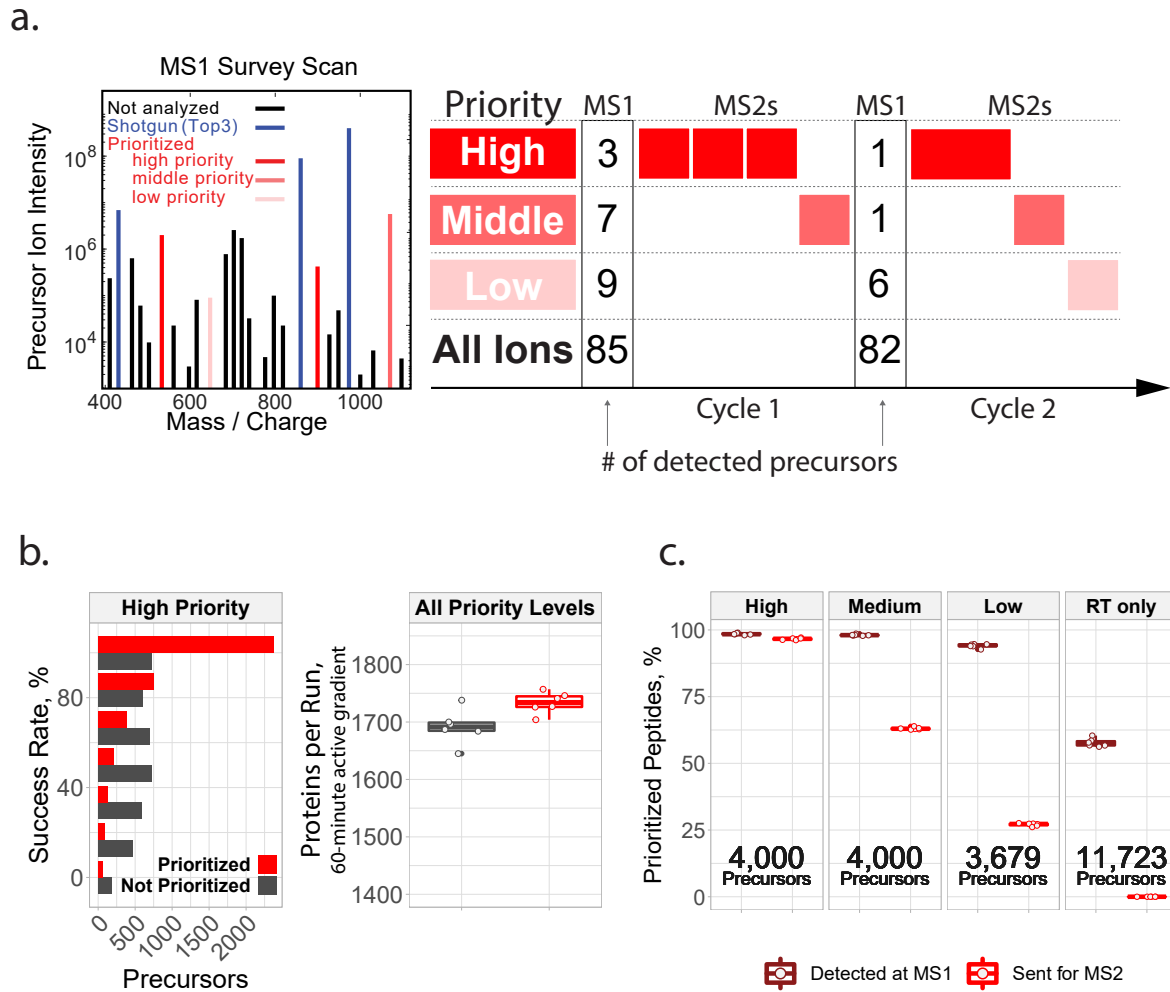 a.
MS1 Survey Scan
Not analyzed
Shotgun (Top3)
Prioritized
high priority
middle priority
low priority
Precursor Ion Intensity
10^8
10^6
10^4
400 600 800 1000
Mass / Charge
Priority MS1 MS2s MS1 MS2s
High 3 1
Middle 7 1
Low 9 6
All Ions 85 82
Cycle 1 Cycle 2
# of detected precursors
b.
High Priority
Success Rate, %
80
40
0
Prioritized
Not Prioritized
0 500 1000 1500 2000
Precursors
All Priority Levels
Proteins per Run,
60-minute active gradient
1800
1700
1600
1500
1400
c.
High Medium Low RT only
Prioritized Peptides, %
100
75
50
25
0
4,000 4,000 3,679 11,723
Precursors Precursors Precursors Precursors
Detected at MS1 Sent for MS2